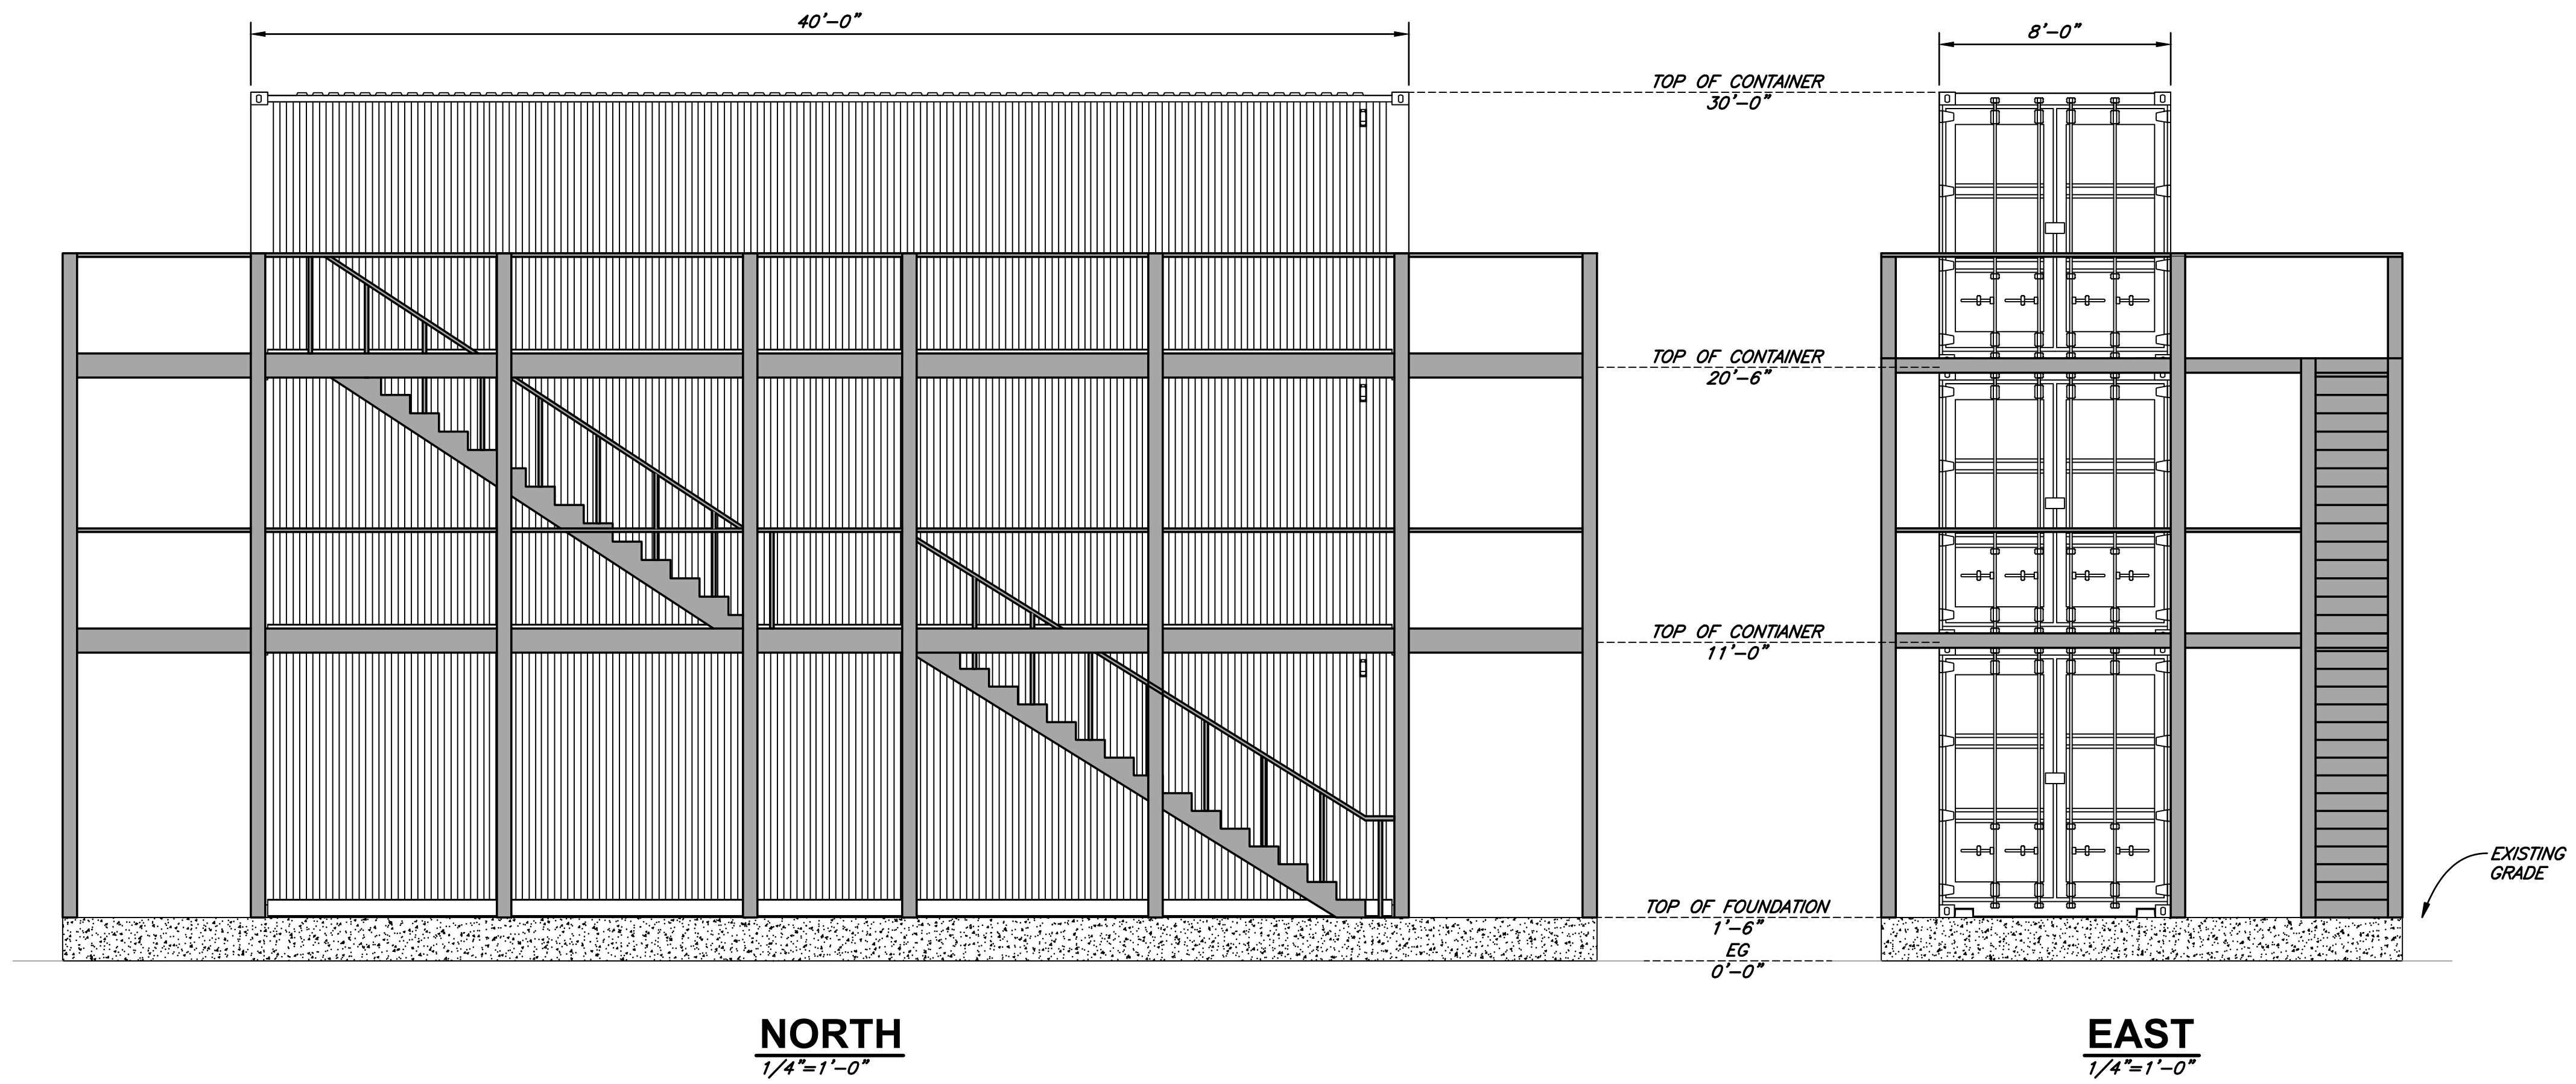 40'-0"
8'-0"
TOP OF CONTAINER
30'-0"
TOP OF CONTAINER
20'-6"
TOP OF CONTIANER
11'-0"
TOP OF FOUNDATION
1'-6"
EG
0'-0"
EXISTING
GRADE
NORTH
1/4"=1'-0"
EAST
1/4"=1'-0"